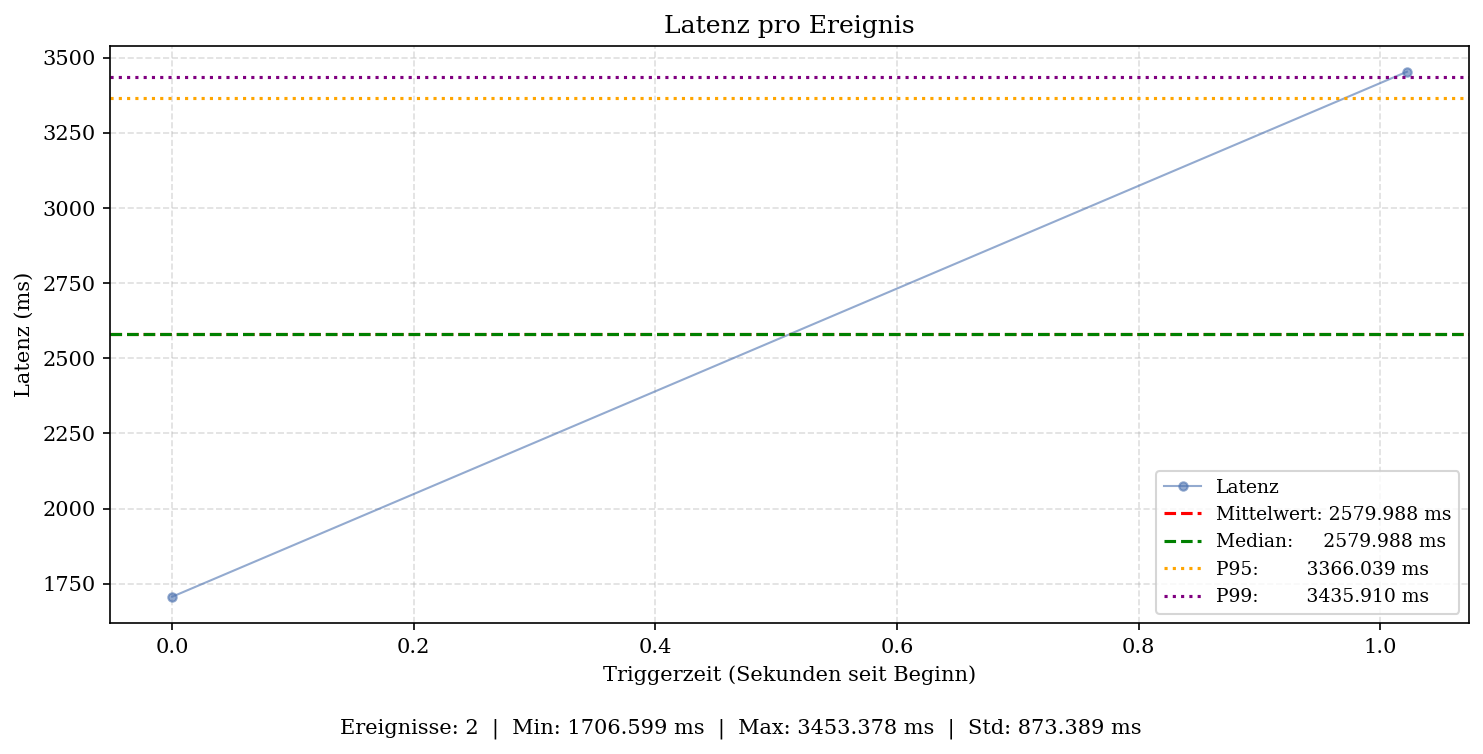 Latenz pro Ereignis
3500
3250
3000
2750
2500
2250
2000
1750
Latenz (ms)
Latenz
Mittelwert: 2579.988 ms
Median: 2579.988 ms
P95: 3366.039 ms
P99: 3435.910 ms
0.0 0.2 0.4 0.6 0.8 1.0
Triggerzeit (Sekunden seit Beginn)
Ereignisse: 2 | Min: 1706.599 ms | Max: 3453.378 ms | Std: 873.389 ms